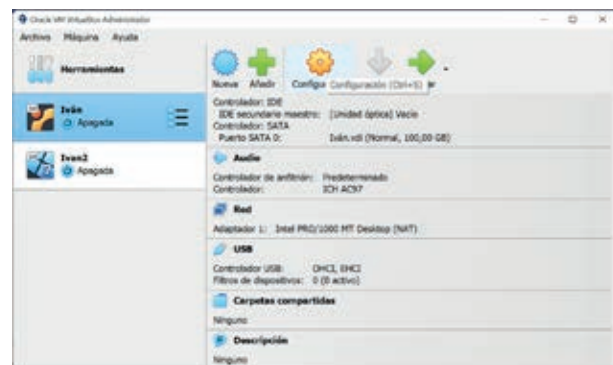 Oracle VM VirtualBox Administrador
Archivo Máquina Ayuda
Herramientas
Nueva Añadir Configuración (Ctrl+S)
Iván
Apagada
Ivan2
Apagada
Controlador: IDE
IDE secundario maestro: [Unidad óptica] Vacío
Controlador: SATA
Puerto SATA 0: Iván.vdi (Normal, 100,00 GB)
Audio
Controlador de anfitrión: Predeterminado
Controlador: ICH AC97
Red
Adaptador 1: Intel PRO/1000 MT Desktop (NAT)
USB
Controlador USB: OHCI, EHCI
Filtros de dispositivos: 0 (0 activo)
Carpetas compartidas
Ninguno
Descripción
Ninguno